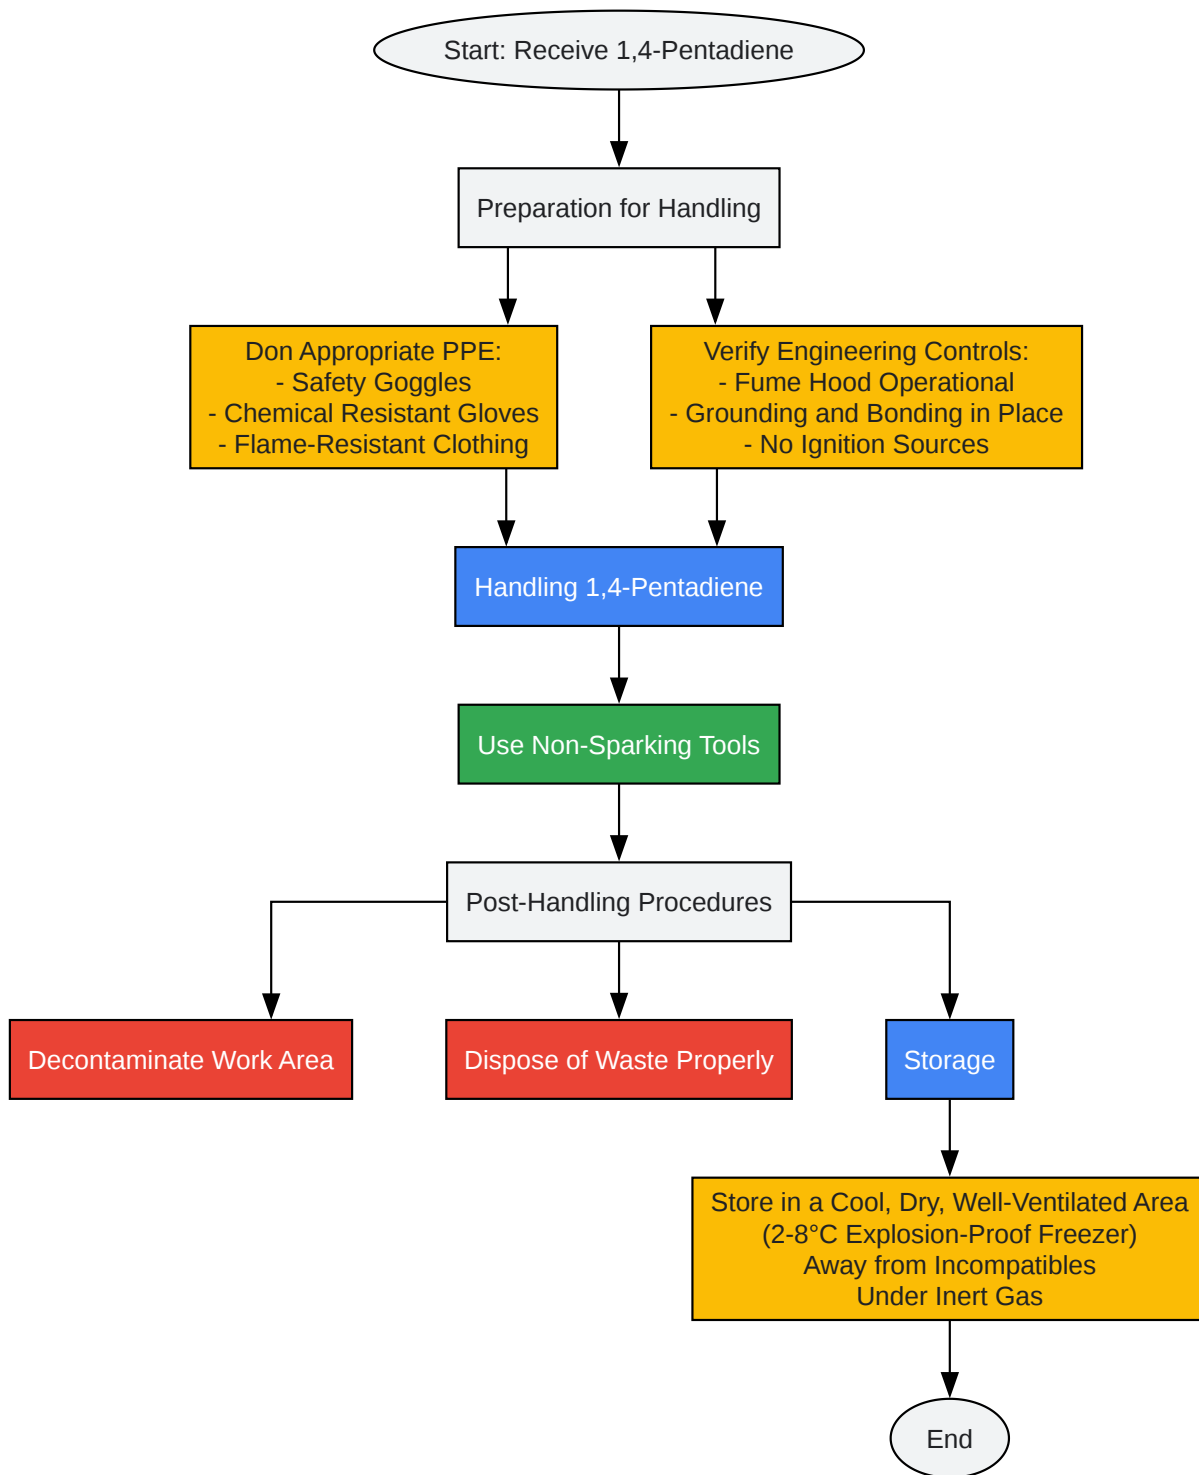 Start: Receive 1,4-Pentadiene
Preparation for Handling
Don Appropriate PPE:
- Safety Goggles
- Chemical Resistant Gloves
- Flame-Resistant Clothing
Verify Engineering Controls:
- Fume Hood Operational
- Grounding and Bonding in Place
- No Ignition Sources
Handling 1,4-Pentadiene
Use Non-Sparking Tools
Post-Handling Procedures
Decontaminate Work Area
Dispose of Waste Properly
Storage
Store in a Cool, Dry, Well-Ventilated Area
(2-8°C Explosion-Proof Freezer)
Away from Incompatibles
Under Inert Gas
End